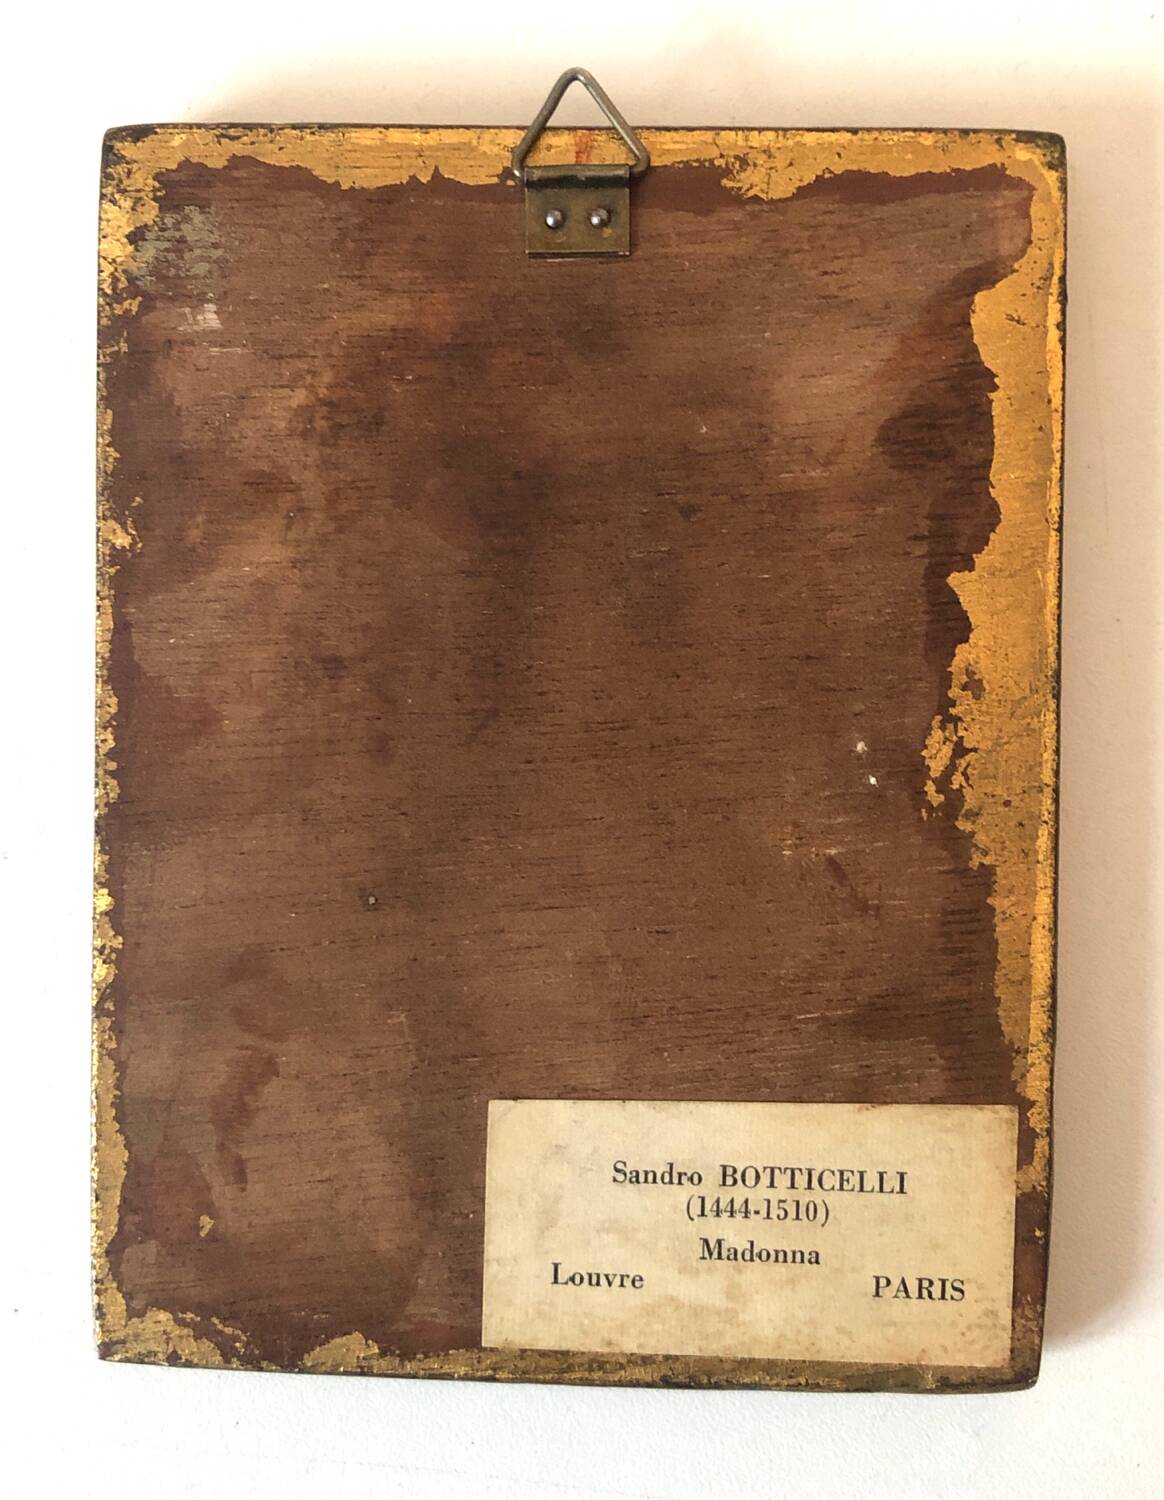 Sandro BOTTICELLI
(1444-1510)
Madonna
Louvre PARIS